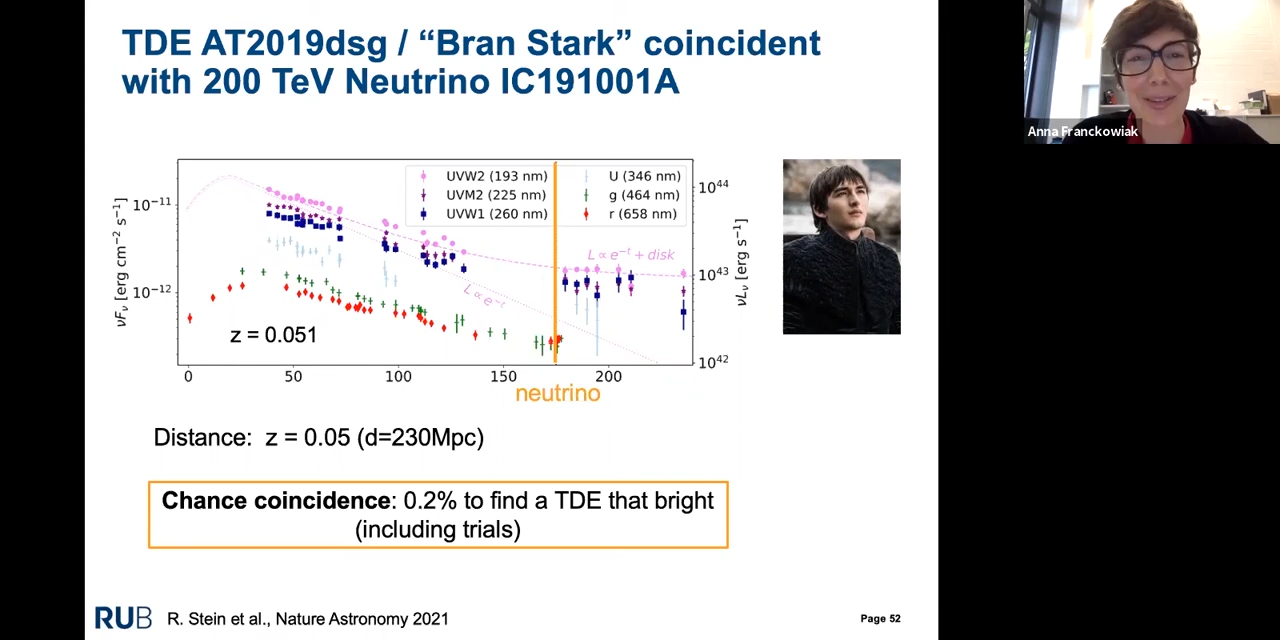 TDE AT2019dsg / “Bran Stark” coincident
with 200 TeV Neutrino IC191001A
Anna Franckowiak
UVW2 (193 nm)
UVM2 (225 nm)
UVW1 (260 nm)
U (346 nm)
g (464 nm)
r (658 nm)
10⁻¹¹
10⁻¹²
νFν [erg cm⁻² s⁻¹]
10⁴⁴
10⁴³
10⁴²
νLν [erg s⁻¹]
L ∝ e⁻ᵗ + disk
L ∝ e⁻ᵗ
z = 0.051
0 50 100 150 200
neutrino
Distance: z = 0.05 (d=230Mpc)
Chance coincidence: 0.2% to find a TDE that bright
(including trials)
RUB R. Stein et al., Nature Astronomy 2021
Page 52